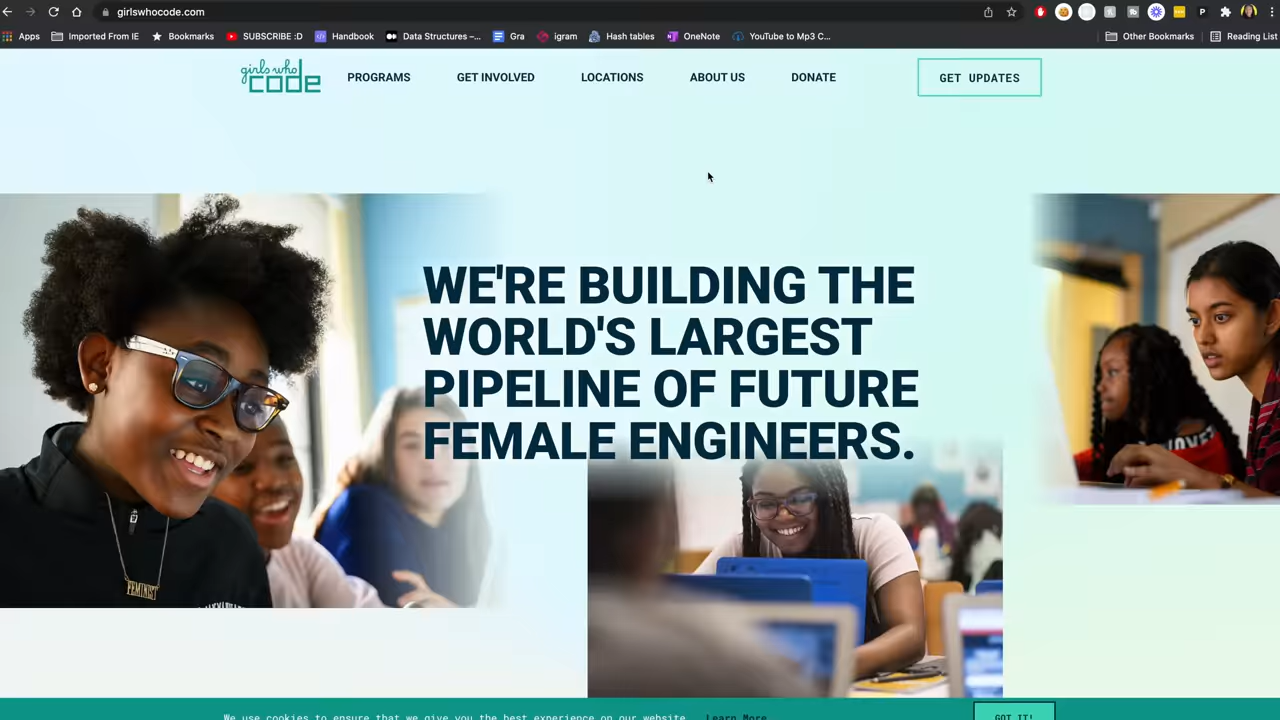 girlswhocode.com
Apps
Imported From IE
Bookmarks
SUBSCRIBE :D
Handbook
Data Structures –...
Gra
igram
Hash tables
OneNote
YouTube to Mp3 C...
Other Bookmarks
Reading List
girls who
code
PROGRAMS
GET INVOLVED
LOCATIONS
ABOUT US
DONATE
GET UPDATES
WE'RE BUILDING THE
WORLD'S LARGEST
PIPELINE OF FUTURE
FEMALE ENGINEERS.
FEMINIST
We use cookies to ensure that we give you the best experience on our website.
Learn More
GOT IT!